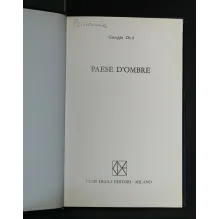 Giuseppe Dessì
PAESE D'OMBRE
CLUB DEGLI EDITORI - MILANO